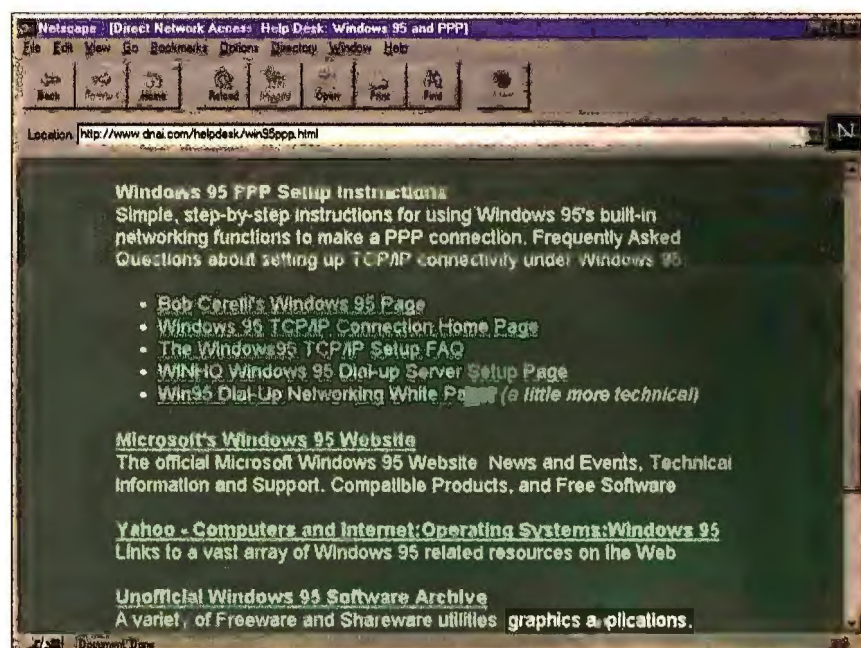 Netscape - [Direct Network Access Help Desk: Windows 95 and PPP]
File Edit View Go Bookmarks Options Directory Window Help
Back Forward Home Reload Images Open Print Find
Location: http://www.dnai.com/helpdesk/win95ppp.html
N
Windows 95 PPP Setup Instructions
Simple, step-by-step instructions for using Windows 95's built-in
networking functions to make a PPP connection. Frequently Asked
Questions about setting up TCP/IP connectivity under Windows 95.
• Bob Cerelli's Windows 95 Page
• Windows 95 TCP/IP Connection Home Page
• The Windows95 TCP/IP Setup FAQ
• WINHQ Windows 95 Dial-up Server Setup Page
• Win95 Dial-Up Networking White (a little more technical)
Microsoft's Windows 95 Website
The official Microsoft Windows 95 Website News and Events, Technical
Information and Support. Compatible Products, and Free Software
Yahoo - Computers and Internet:Operating Systems:Windows 95
Links to a vast array of Windows 95 related resources on the Web
Unofficial Windows 95 Software Archive
A variety of Freeware and Shareware utilities graphics applications.
Document Done